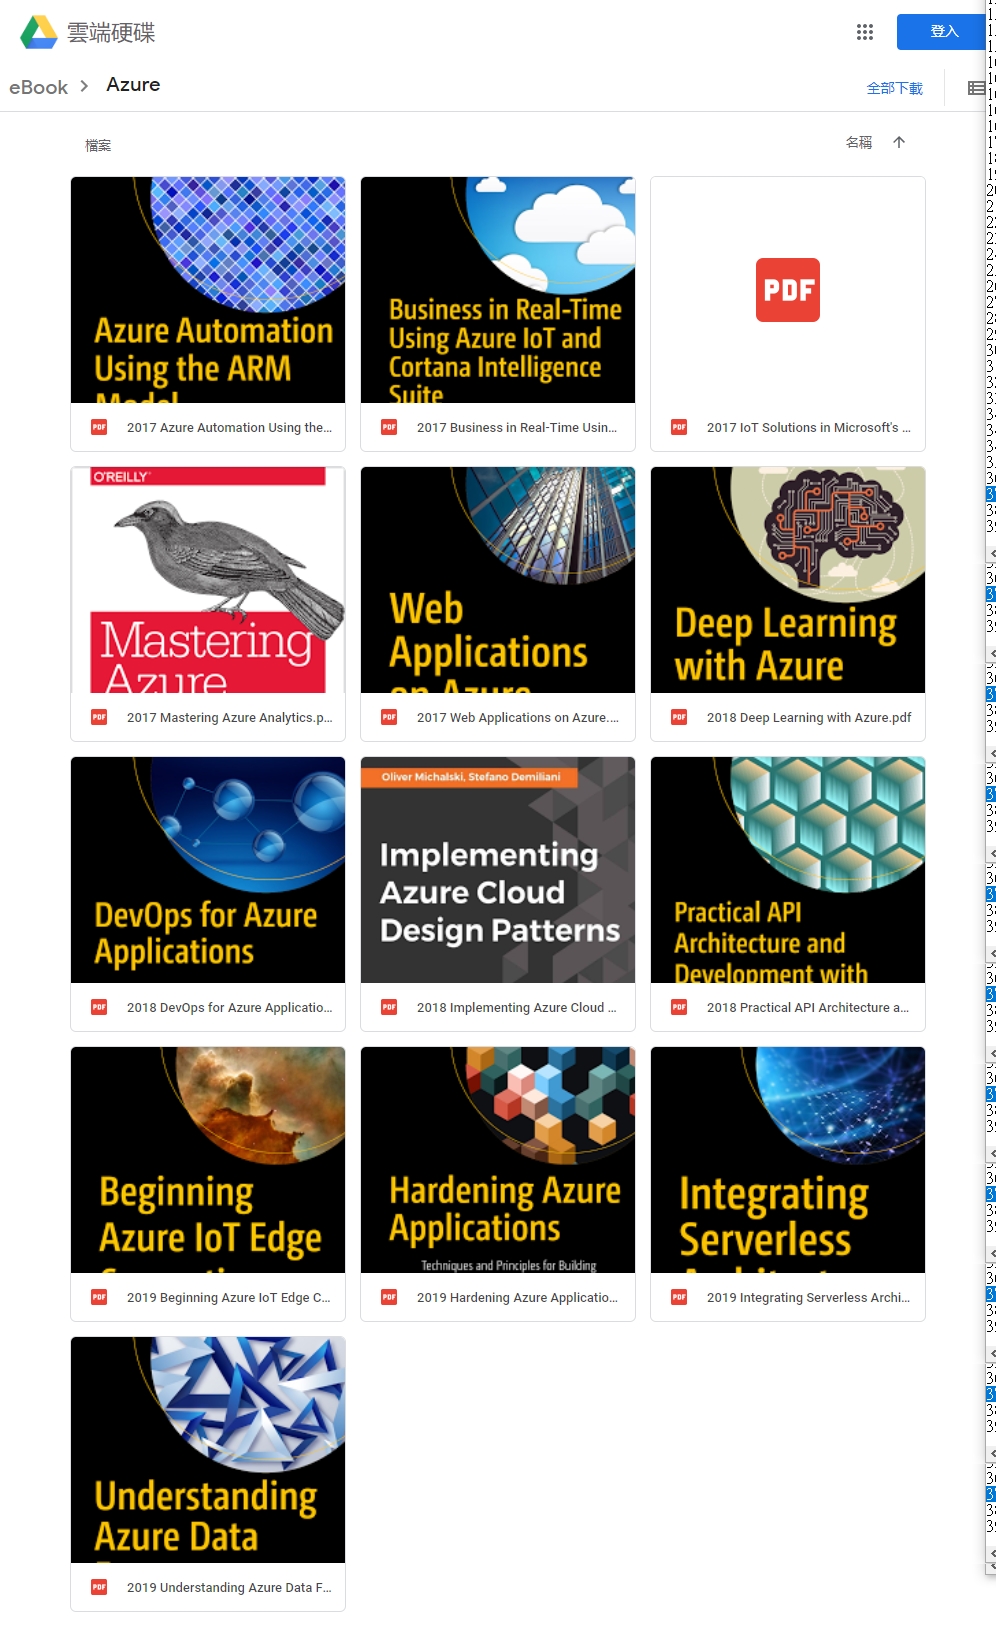 雲端硬碟
登入
eBook
Azure
全部下載
檔案
名稱
Azure Automation
Using the ARM
Model
Business in Real-Time
Using Azure IoT and
Cortana Intelligence
Suite
PDF
PDF 2017 Azure Automation Using the...
PDF 2017 Business in Real-Time Usin...
PDF 2017 IoT Solutions in Microsoft's ...
O'REILLY
Mastering
Azure
Web
Applications
on Azure
Deep Learning
with Azure
PDF 2017 Mastering Azure Analytics.p...
PDF 2017 Web Applications on Azure....
PDF 2018 Deep Learning with Azure.pdf
DevOps for Azure
Applications
Oliver Michalski, Stefano Demiliani
Implementing
Azure Cloud
Design Patterns
Practical API
Architecture and
Development with
PDF 2018 DevOps for Azure Applicatio...
PDF 2018 Implementing Azure Cloud ...
PDF 2018 Practical API Architecture a...
Beginning
Azure IoT Edge
Hardening Azure
Applications
Techniques and Principles for Building
Integrating
Serverless
PDF 2019 Beginning Azure IoT Edge C...
PDF 2019 Hardening Azure Applicatio...
PDF 2019 Integrating Serverless Archi...
Understanding
Azure Data
PDF 2019 Understanding Azure Data F...